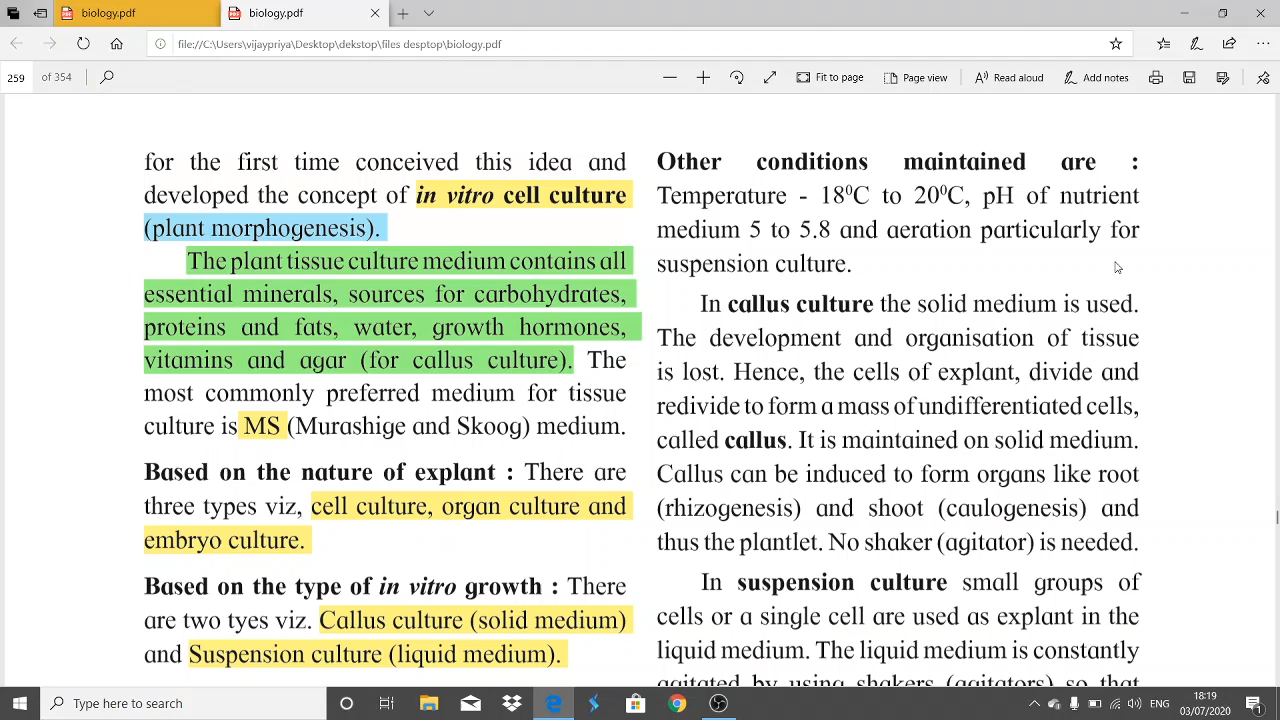 biology.pdf
biology.pdf
file://C:\Users\vijaypriya\Desktop\dekstop\files desptop\biology.pdf
259 of 354
Fit to page
Page view
Read aloud
Add notes
for the first time conceived this idea and
developed the concept of in vitro cell culture
(plant morphogenesis).
The plant tissue culture medium contains all
essential minerals, sources for carbohydrates,
proteins and fats, water, growth hormones,
vitamins and agar (for callus culture). The
most commonly preferred medium for tissue
culture is MS (Murashige and Skoog) medium.
Based on the nature of explant : There are
three types viz, cell culture, organ culture and
embryo culture.
Based on the type of in vitro growth : There
are two tyes viz. Callus culture (solid medium)
and Suspension culture (liquid medium).
Other conditions maintained are :
Temperature - 18⁰C to 20⁰C, pH of nutrient
medium 5 to 5.8 and aeration particularly for
suspension culture.
In callus culture the solid medium is used.
The development and organisation of tissue
is lost. Hence, the cells of explant, divide and
redivide to form a mass of undifferentiated cells,
called callus. It is maintained on solid medium.
Callus can be induced to form organs like root
(rhizogenesis) and shoot (caulogenesis) and
thus the plantlet. No shaker (agitator) is needed.
In suspension culture small groups of
cells or a single cell are used as explant in the
liquid medium. The liquid medium is constantly
agitated by using shakers (agitators) so that
Type here to search
ENG
18:19
03/07/2020
1